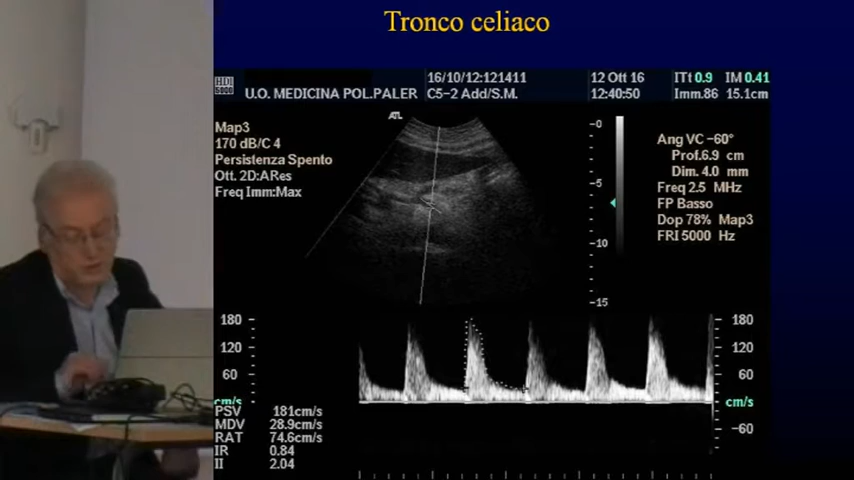 Tronco celiaco
HDI 5000
16/10/12:121411
12 Ott 16
ITt 0.9 IM 0.41
U.O. MEDICINA POL.PALER
C5-2 Add/S.M.
12:40:50
Imm.86 15.1cm
ATL
Map3
170 dB/C 4
Persistenza Spento
Ott. 2D:ARes
Freq Imm:Max
-0
-5
-10
-15
Ang VC -60°
Prof.6.9 cm
Dim. 4.0 mm
Freq 2.5 MHz
FP Basso
Dop 78% Map3
FRI 5000 Hz
180
120
60
cm/s
180
120
60
cm/s
-60
PSV 181cm/s
MDV 28.9cm/s
RAT 74.6cm/s
IR 0.84
II 2.04